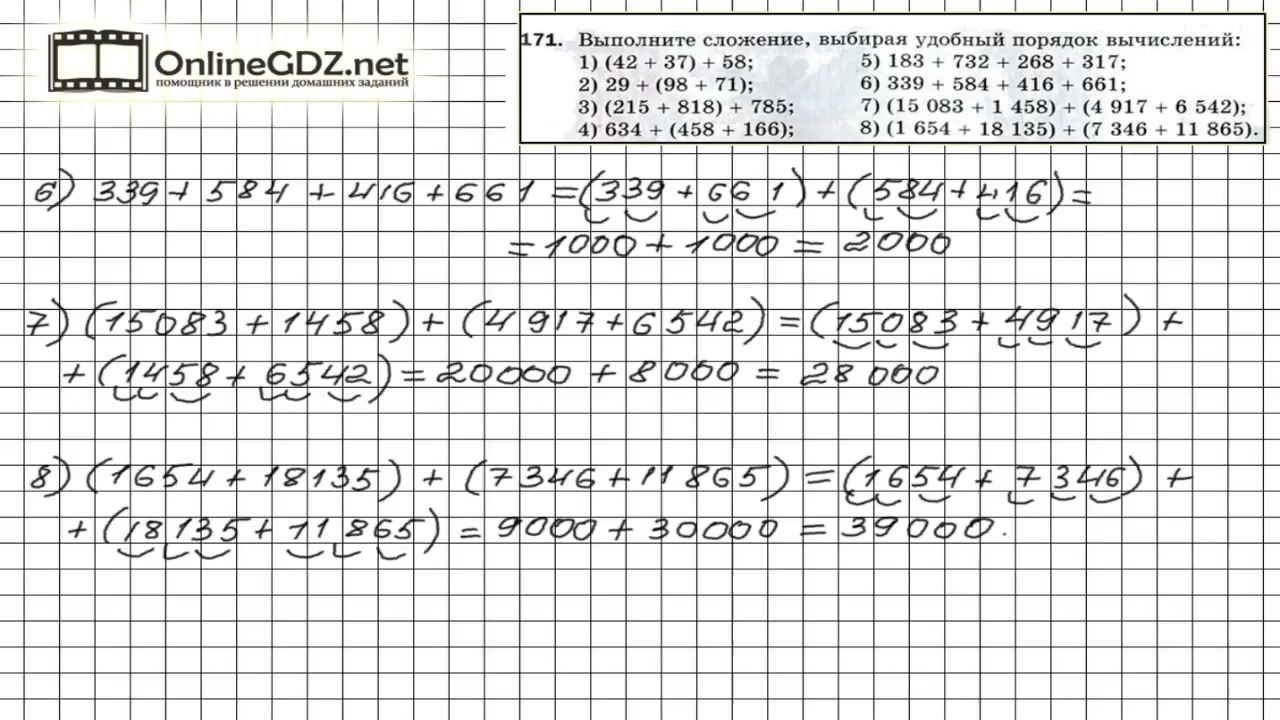 OnlineGDZ.net
помощник в решении домашних заданий
171. Выполните сложение, выбирая удобный порядок вычислений:
1) (42 + 37) + 58;
2) 29 + (98 + 71);
3) (215 + 818) + 785;
4) 634 + (458 + 166);
5) 183 + 732 + 268 + 317;
6) 339 + 584 + 416 + 661;
7) (15 083 + 1 458) + (4 917 + 6 542);
8) (1 654 + 18 135) + (7 346 + 11 865).
6) 339 + 584 + 416 + 661 = (339 + 661) + (584 + 416) =
= 1000 + 1000 = 2000
7) (15083 + 1458) + (4917 + 6542) = (15083 + 4917) +
+ (1458 + 6542) = 20000 + 8000 = 28000
8) (1654 + 18135) + (7346 + 11865) = (1654 + 7346) +
+ (18135 + 11865) = 9000 + 30000 = 39000.